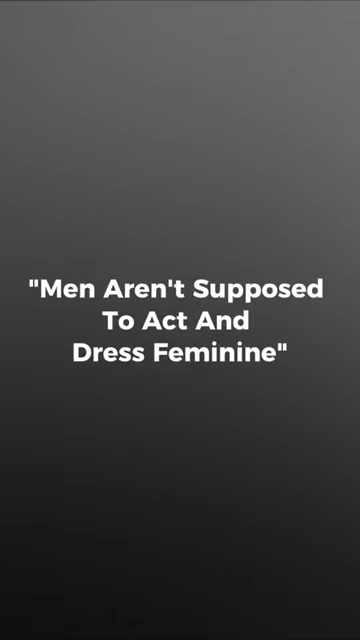 "Men Aren't Supposed
To Act And
Dress Feminine"